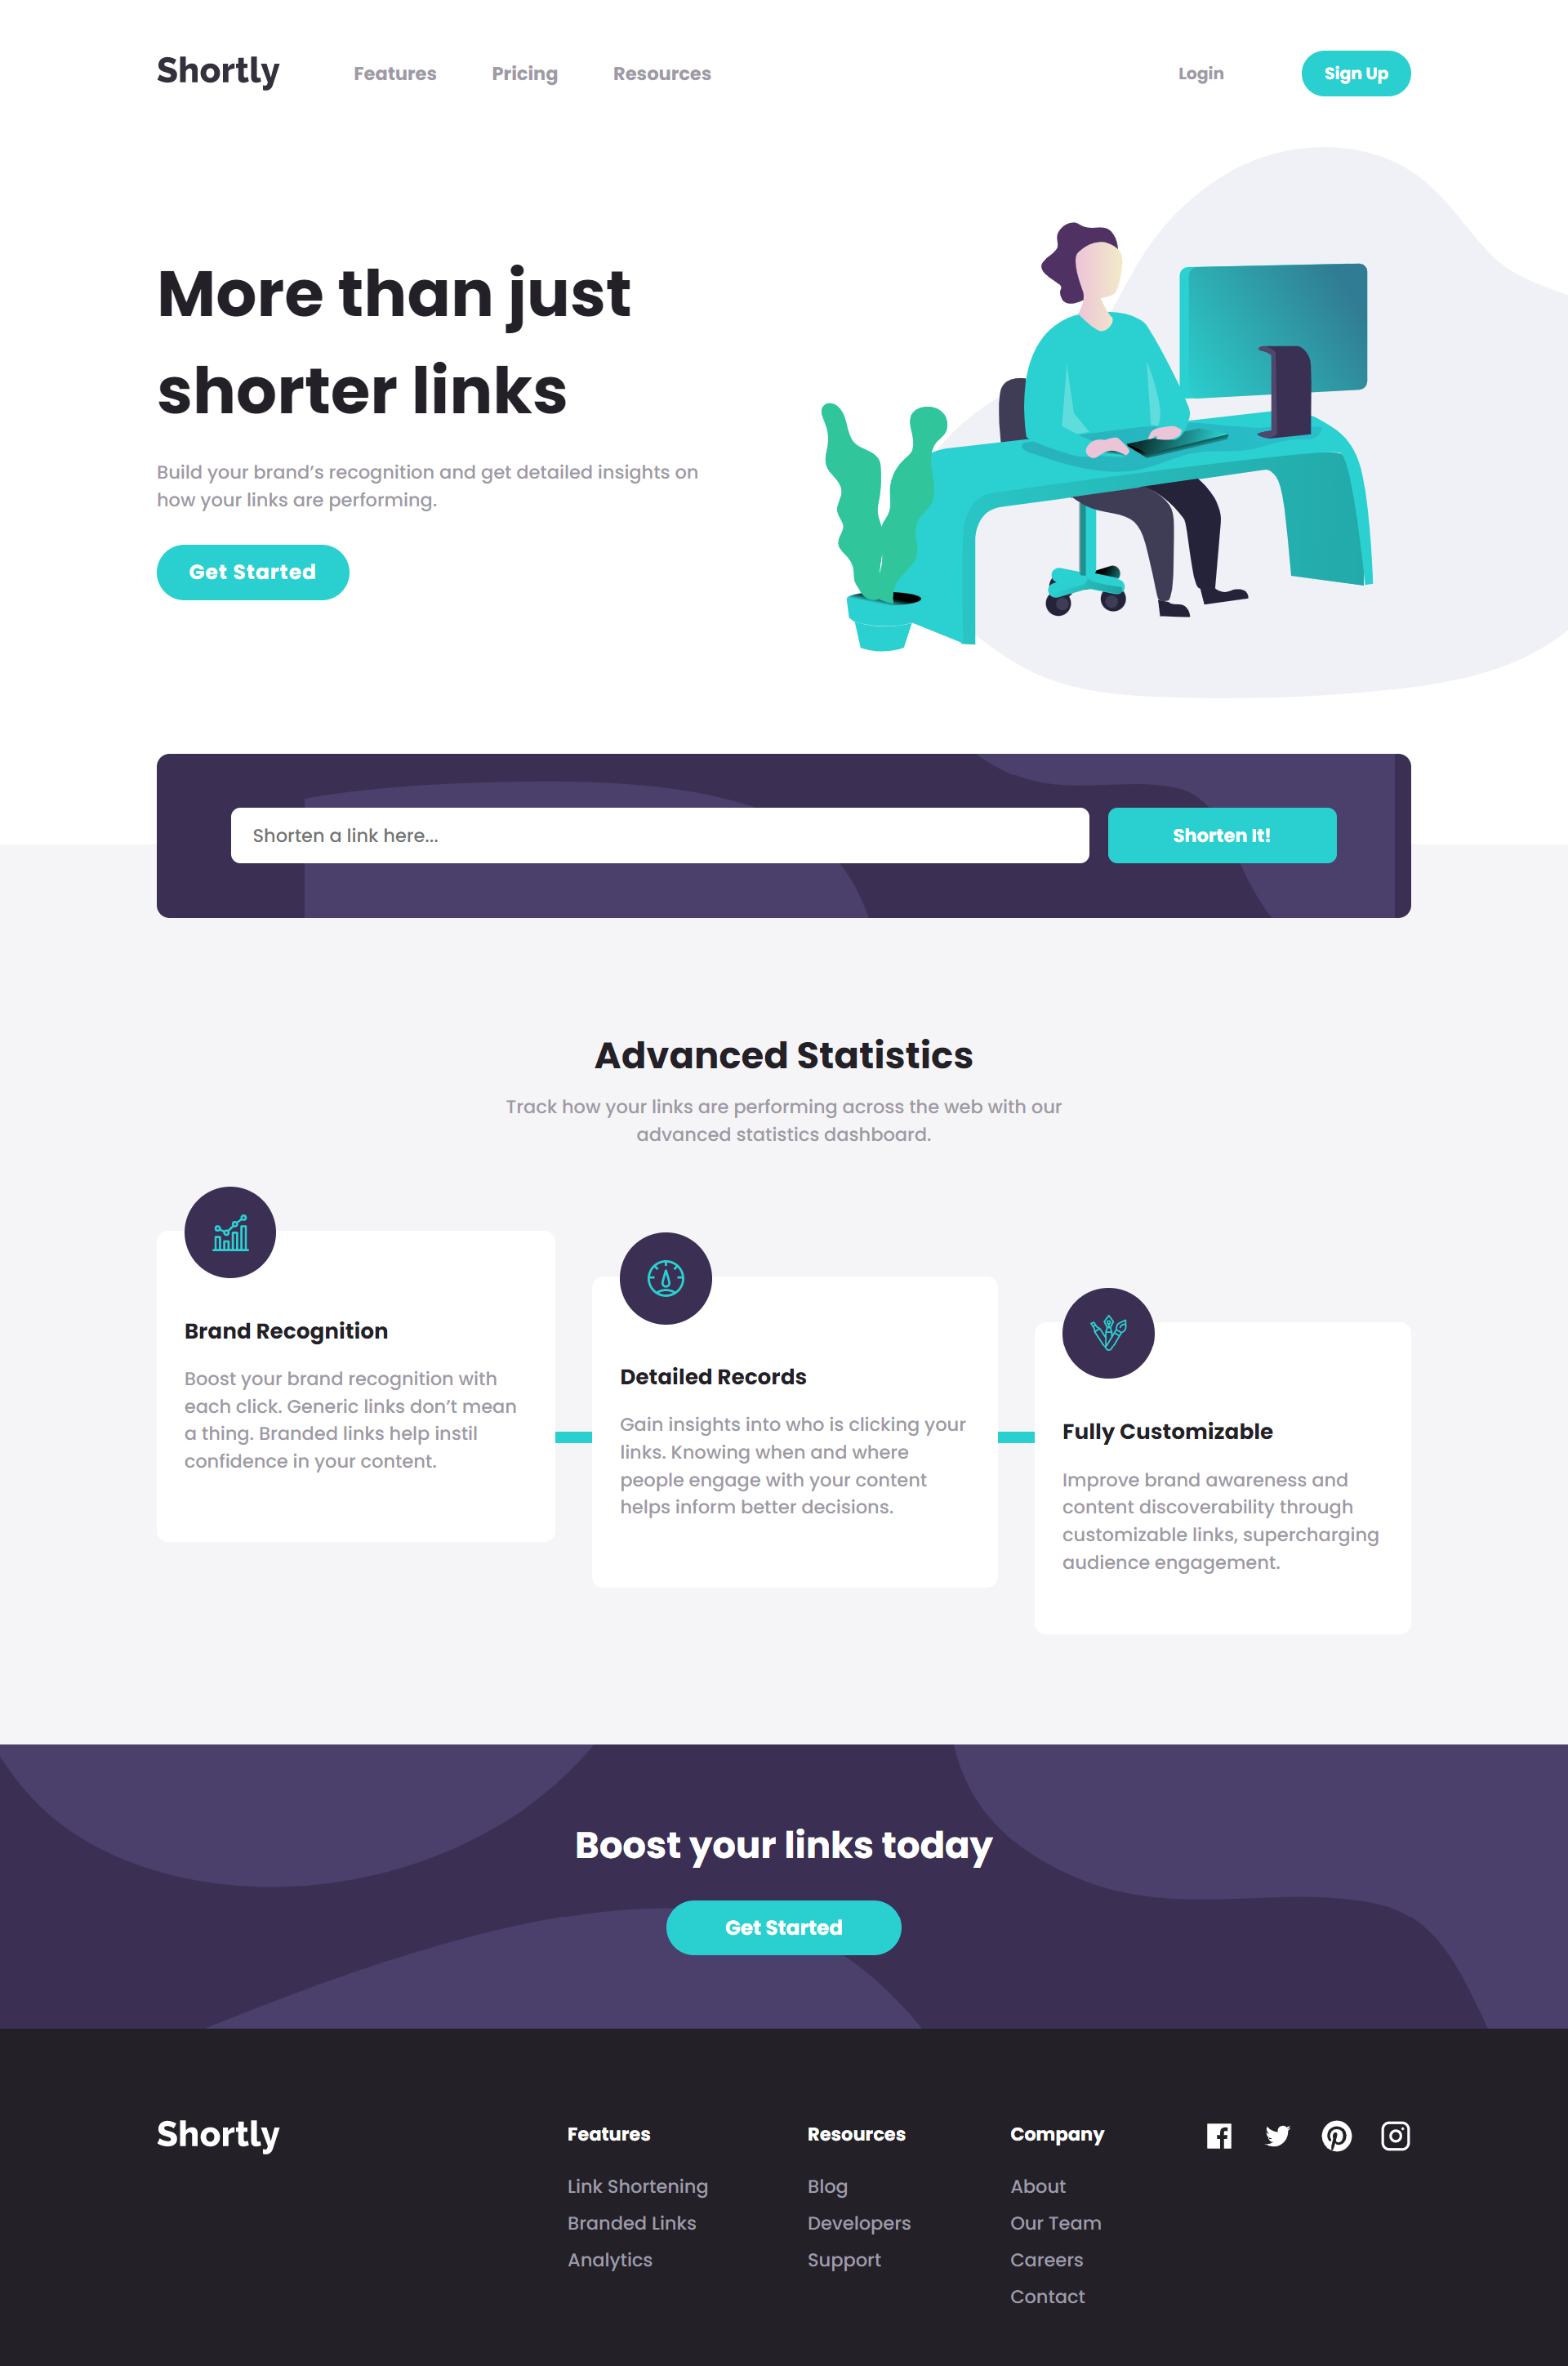 Shortly
Features
Pricing
Resources
Login
Sign Up
More than just
shorter links
Build your brand’s recognition and get detailed insights on
how your links are performing.
Get Started
Shorten a link here...
Shorten It!
Advanced Statistics
Track how your links are performing across the web with our
advanced statistics dashboard.
Brand Recognition
Boost your brand recognition with
each click. Generic links don’t mean
a thing. Branded links help instil
confidence in your content.
Detailed Records
Gain insights into who is clicking your
links. Knowing when and where
people engage with your content
helps inform better decisions.
Fully Customizable
Improve brand awareness and
content discoverability through
customizable links, supercharging
audience engagement.
Boost your links today
Get Started
Shortly
Features
Link Shortening
Branded Links
Analytics
Resources
Blog
Developers
Support
Company
About
Our Team
Careers
Contact